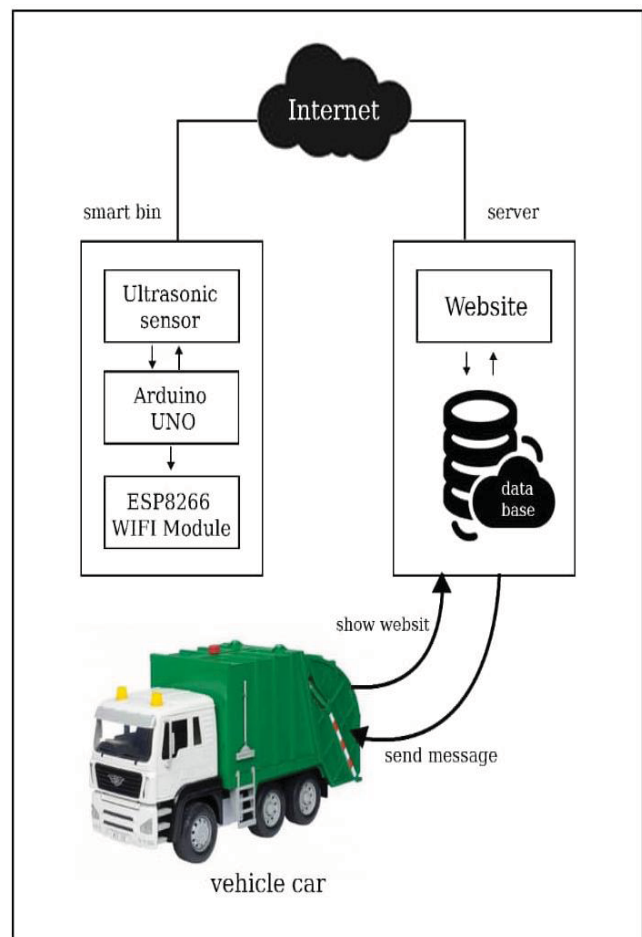 Internet
smart bin
server
Ultrasonic
sensor
Website
Arduino
UNO
data
base
ESP8266
WIFI Module
show websit
send message
vehicle car